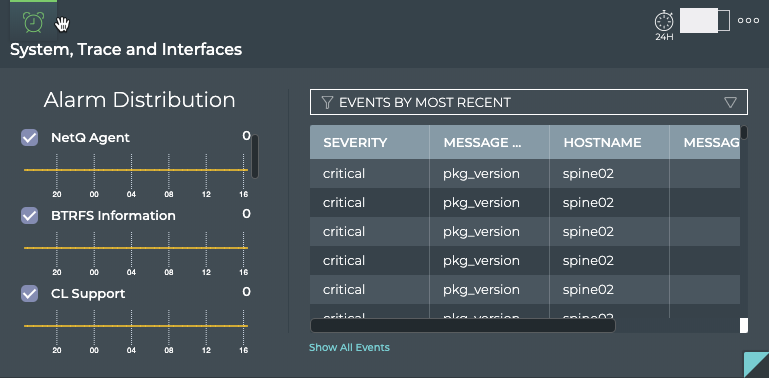 24H
System, Trace and Interfaces
Alarm Distribution
NetQ Agent 0
20 00 04 08 12 16
BTRFS Information 0
20 00 04 08 12 16
CL Support 0
20 00 04 08 12 16
EVENTS BY MOST RECENT
SEVERITY MESSAGE ... HOSTNAME MESSAG
critical pkg_version spine02
critical pkg_version spine02
critical pkg_version spine02
critical pkg_version spine02
critical pkg_version spine02
critical pkg_version spine02
Show All Events